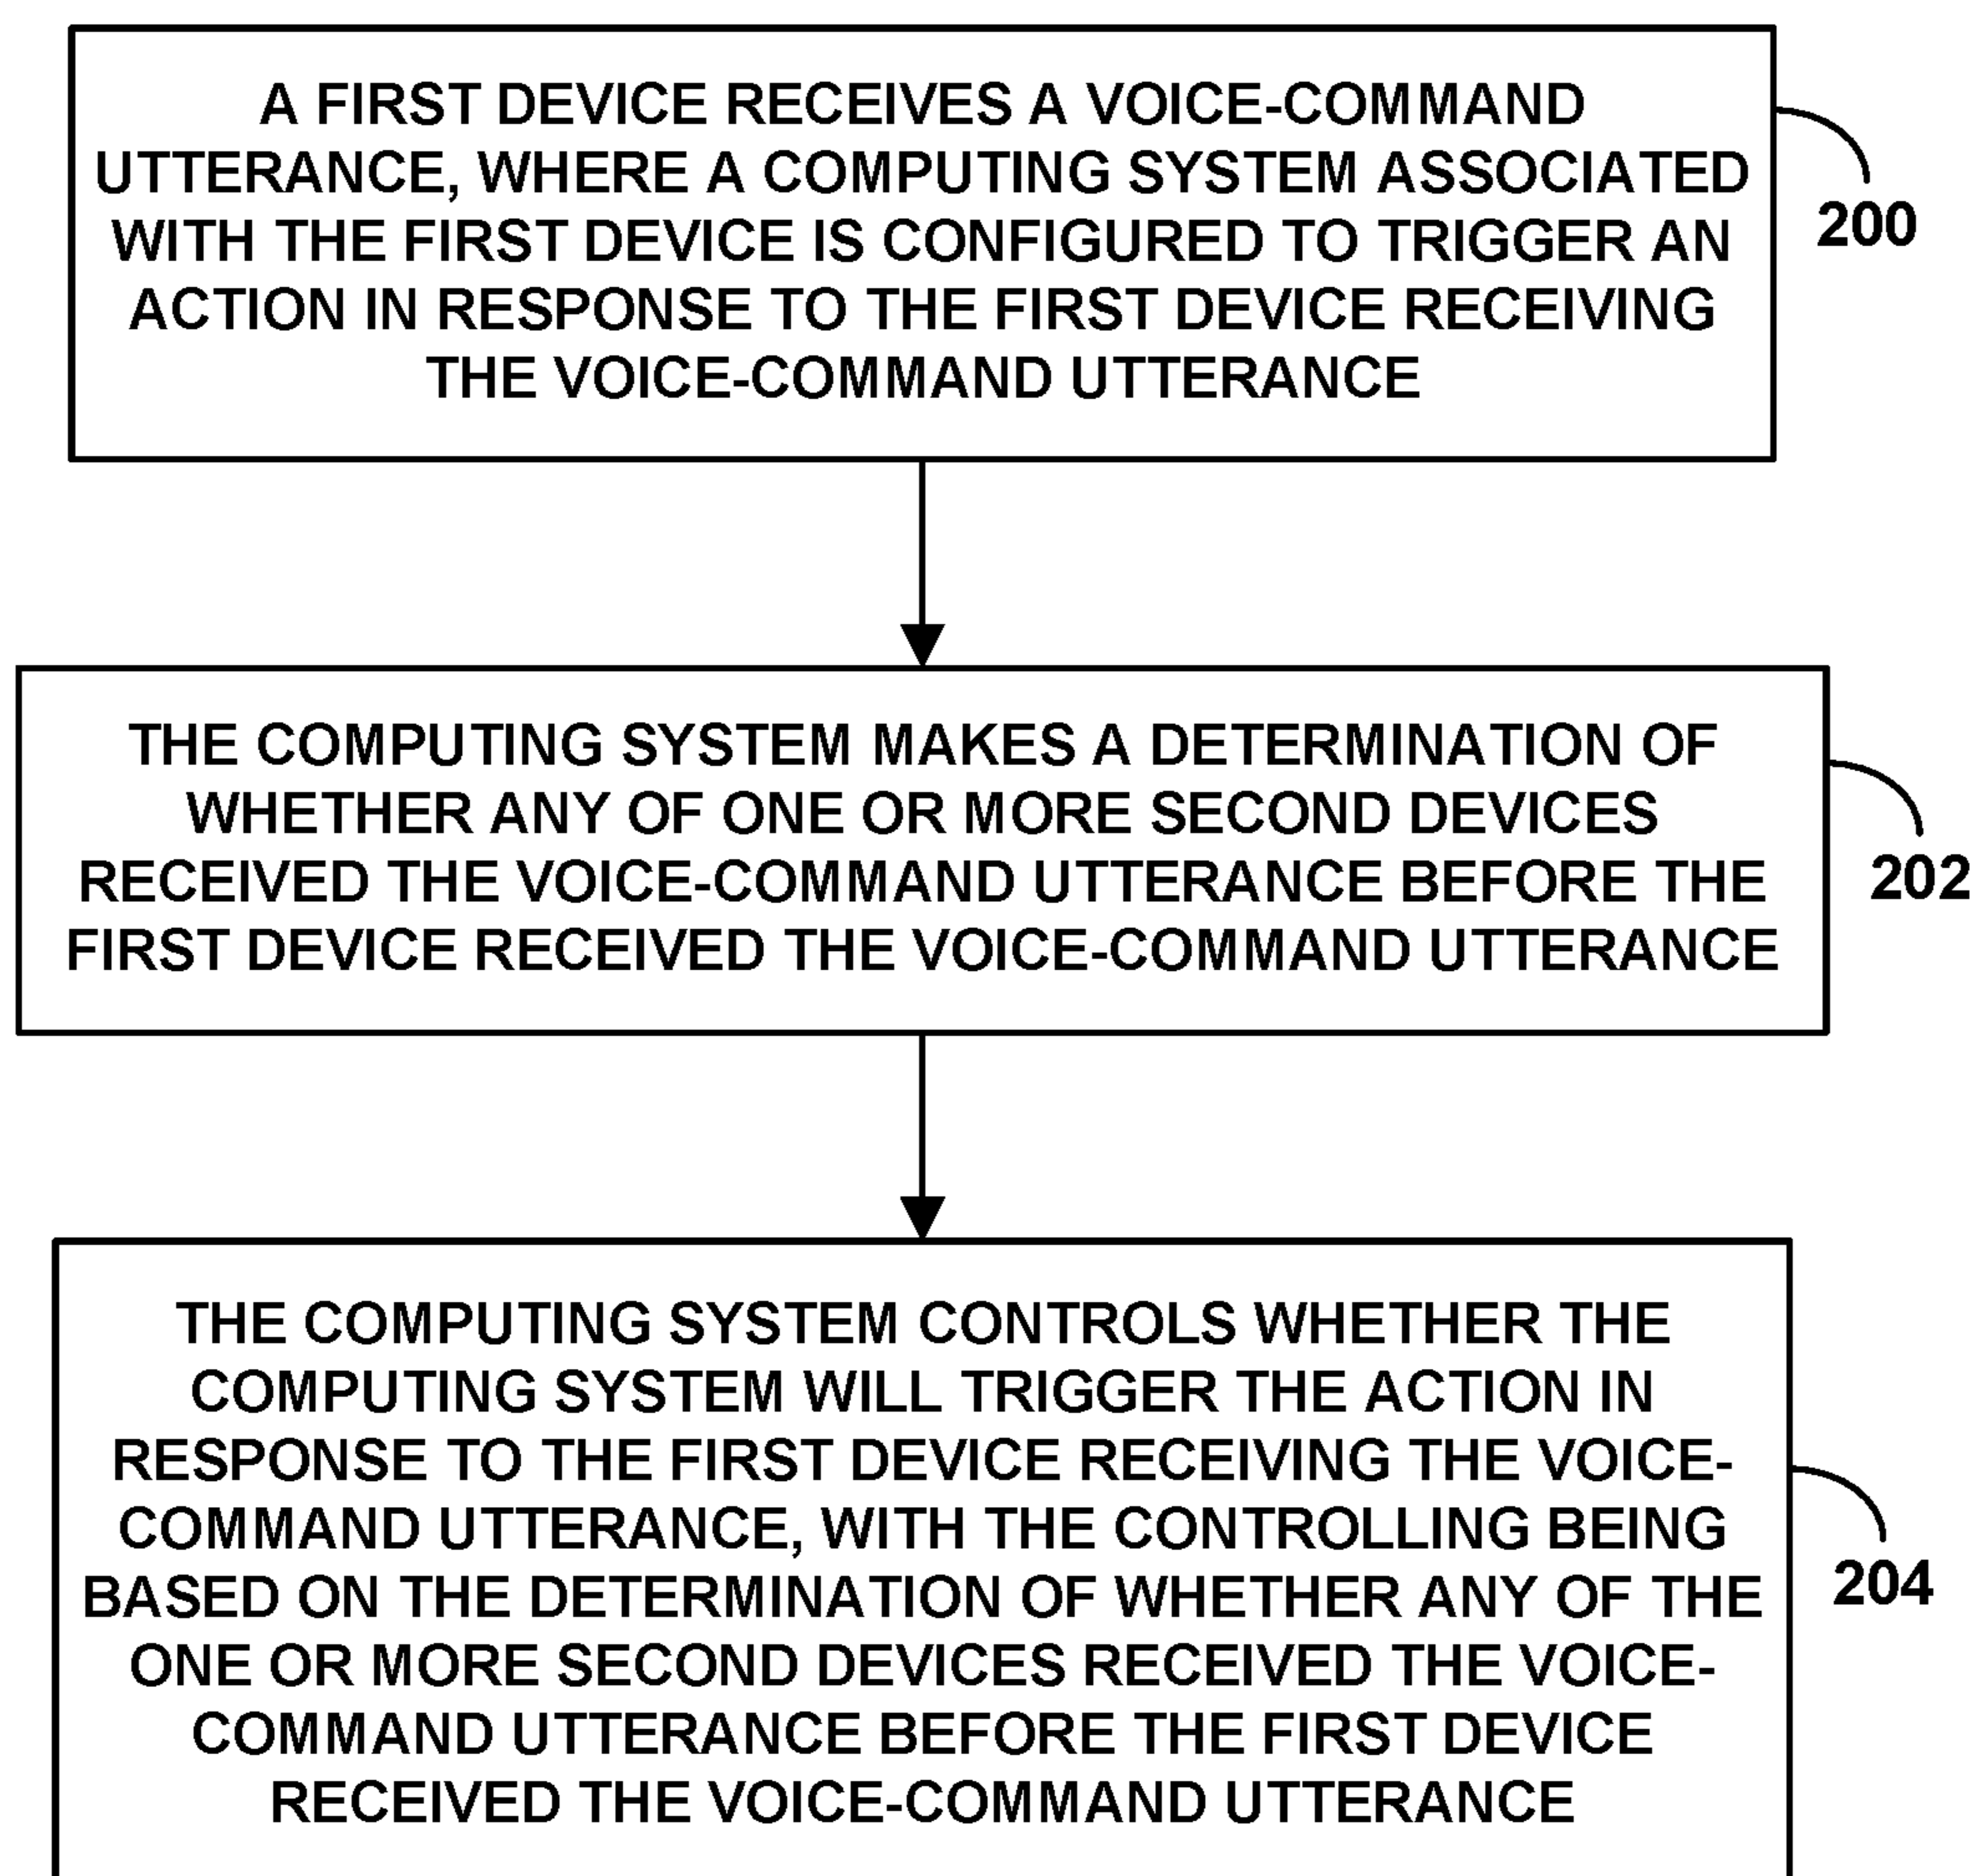 A FIRST DEVICE RECEIVES A VOICE-COMMAND
UTTERANCE, WHERE A COMPUTING SYSTEM ASSOCIATED
WITH THE FIRST DEVICE IS CONFIGURED TO TRIGGER AN
ACTION IN RESPONSE TO THE FIRST DEVICE RECEIVING
THE VOICE-COMMAND UTTERANCE
200
THE COMPUTING SYSTEM MAKES A DETERMINATION OF
WHETHER ANY OF ONE OR MORE SECOND DEVICES
RECEIVED THE VOICE-COMMAND UTTERANCE BEFORE THE
FIRST DEVICE RECEIVED THE VOICE-COMMAND UTTERANCE
202
THE COMPUTING SYSTEM CONTROLS WHETHER THE
COMPUTING SYSTEM WILL TRIGGER THE ACTION IN
RESPONSE TO THE FIRST DEVICE RECEIVING THE VOICE-
COMMAND UTTERANCE, WITH THE CONTROLLING BEING
BASED ON THE DETERMINATION OF WHETHER ANY OF THE
ONE OR MORE SECOND DEVICES RECEIVED THE VOICE-
COMMAND UTTERANCE BEFORE THE FIRST DEVICE
RECEIVED THE VOICE-COMMAND UTTERANCE
204